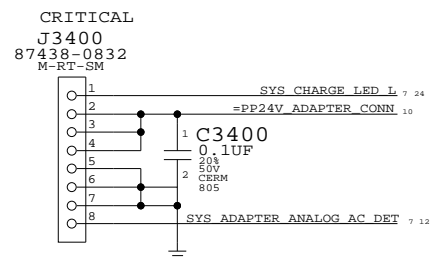 CRITICAL
J3400
87438-0832
M-RT-SM
1 SYS_CHARGE_LED_L 7 24
2 =PP24V_ADAPTER_CONN 10
3
4
5
6
7
8 SYS_ADAPTER_ANALOG_AC_DET 7 12
1 C3400
0.1UF
20%
50V
2 CERM
805